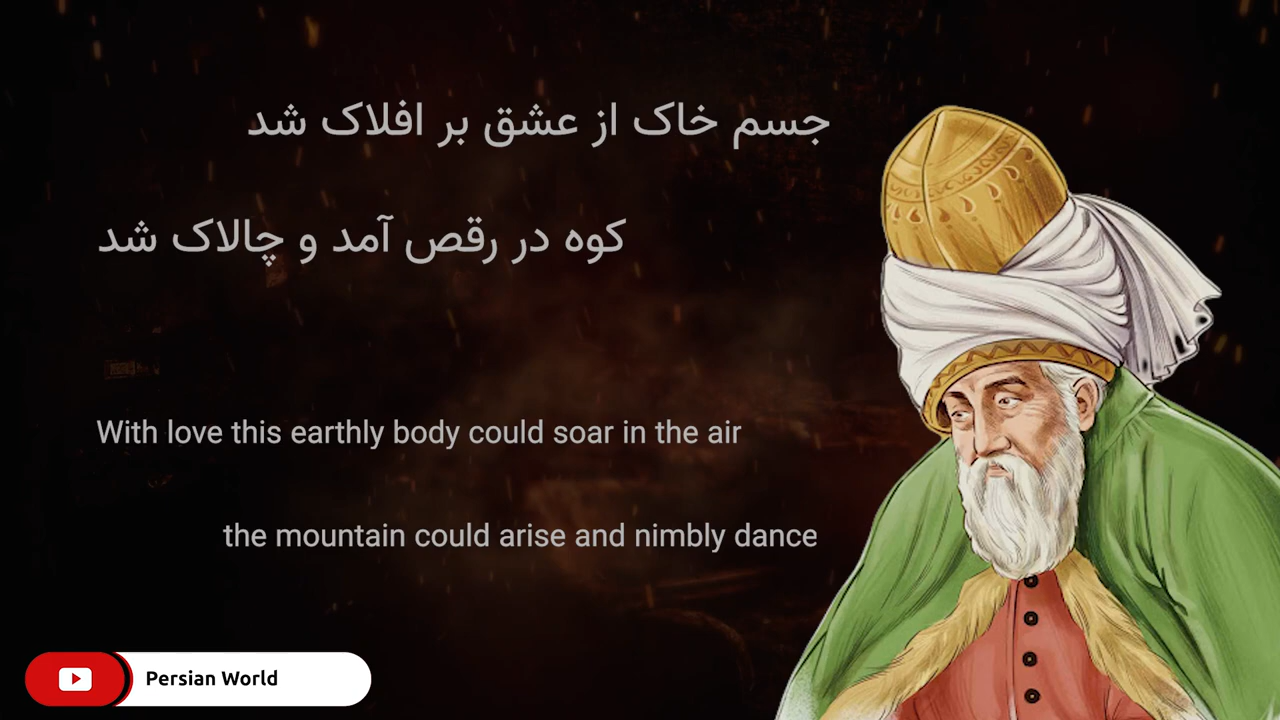 جسم خاک از عشق بر افلاک شد
کوه در رقص آمد و چالاک شد
With love this earthly body could soar in the air
the mountain could arise and nimbly dance
Persian World